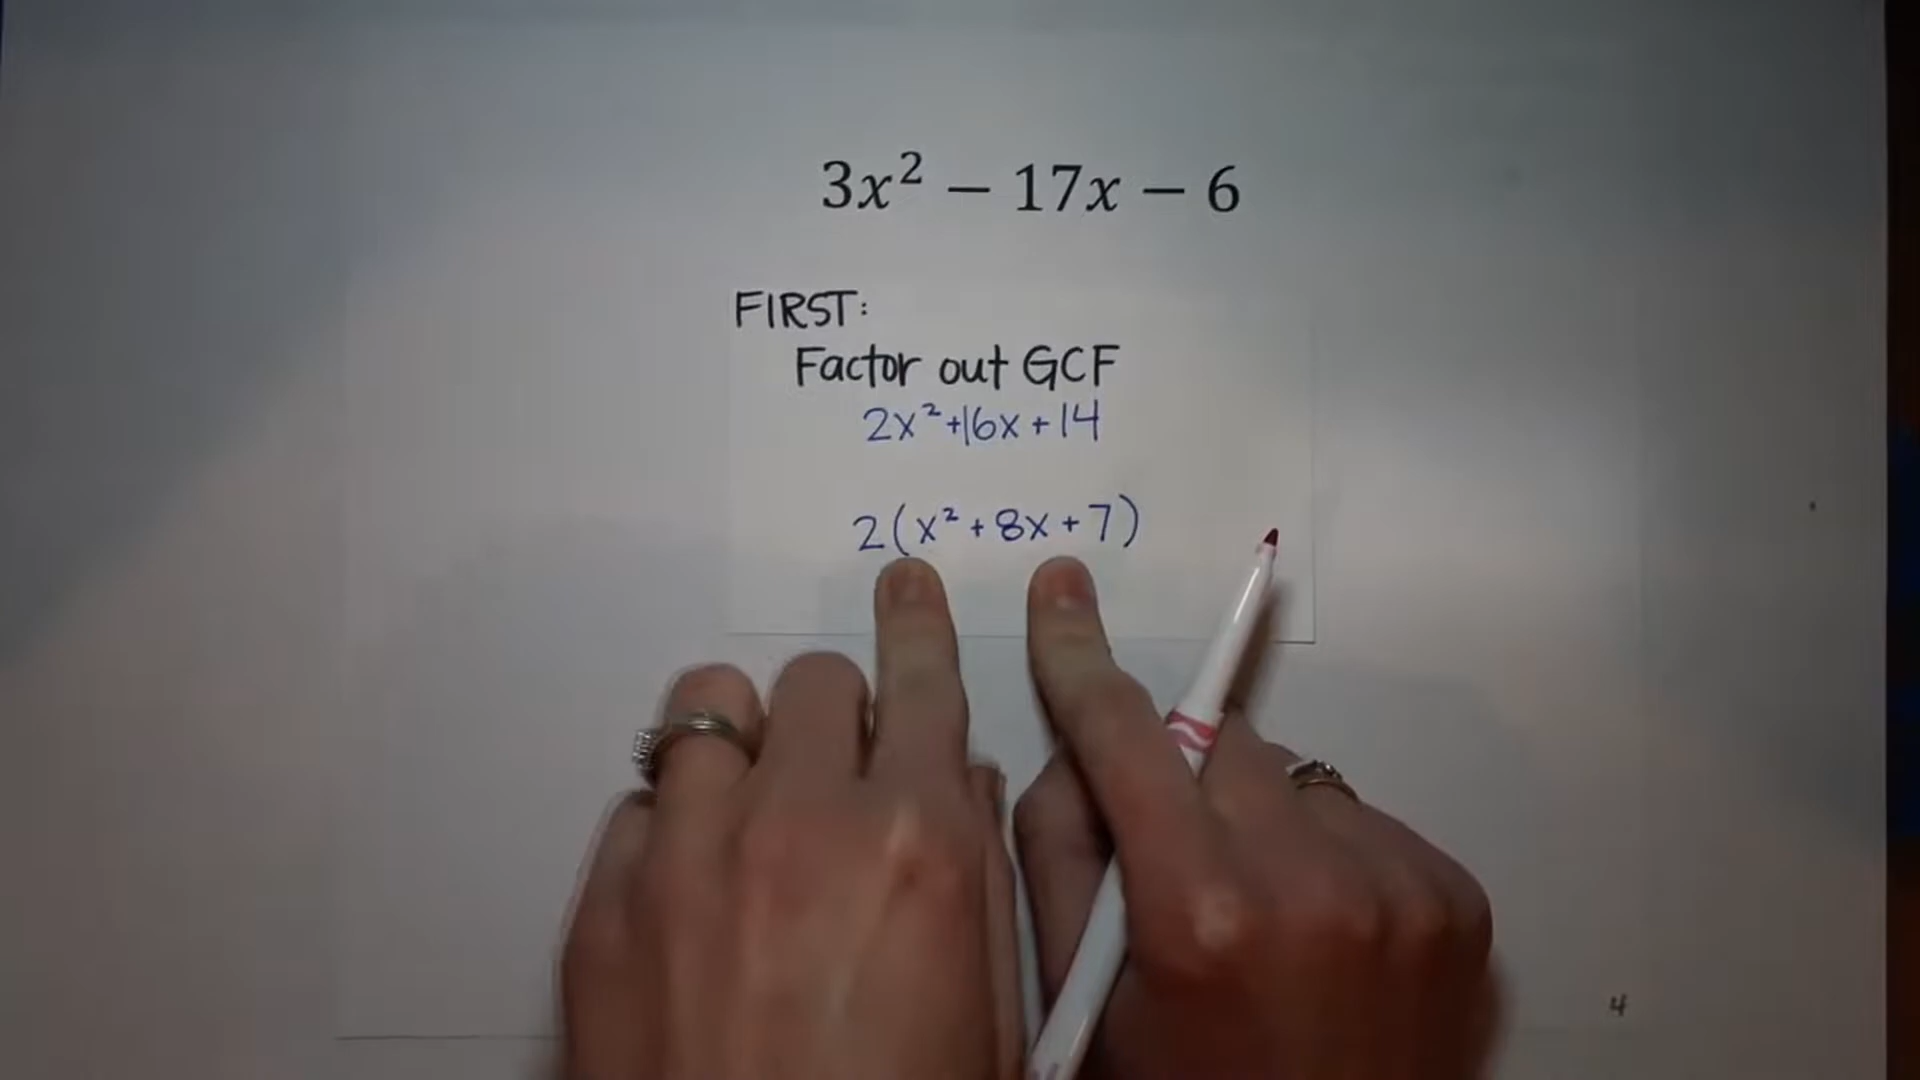 3x² − 17x − 6
FIRST:
Factor out GCF
2x²+16x+14
2(x²+8x+7)
4